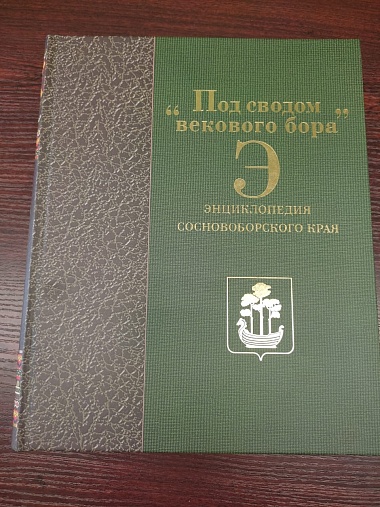 “Под сводом
векового бора”
Э
ЭНЦИКЛОПЕДИЯ
СОСНОВОБОРСКОГО КРАЯ